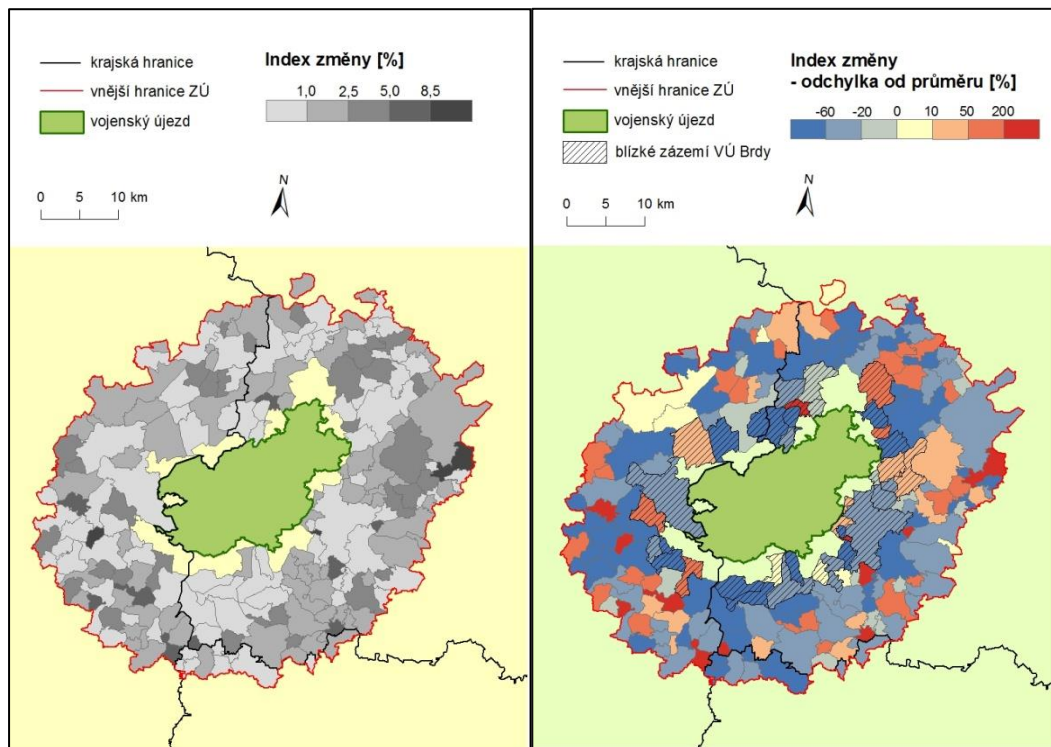 krajská hranice
vnější hranice ZÚ
vojenský újezd
Index změny [%]
1,0 2,5 5,0 8,5
N
0 5 10 km
krajská hranice
vnější hranice ZÚ
vojenský újezd
blízké zázemí VÚ Brdy
Index změny
- odchylka od průměru [%]
-60 -20 0 10 50 200
N
0 5 10 km